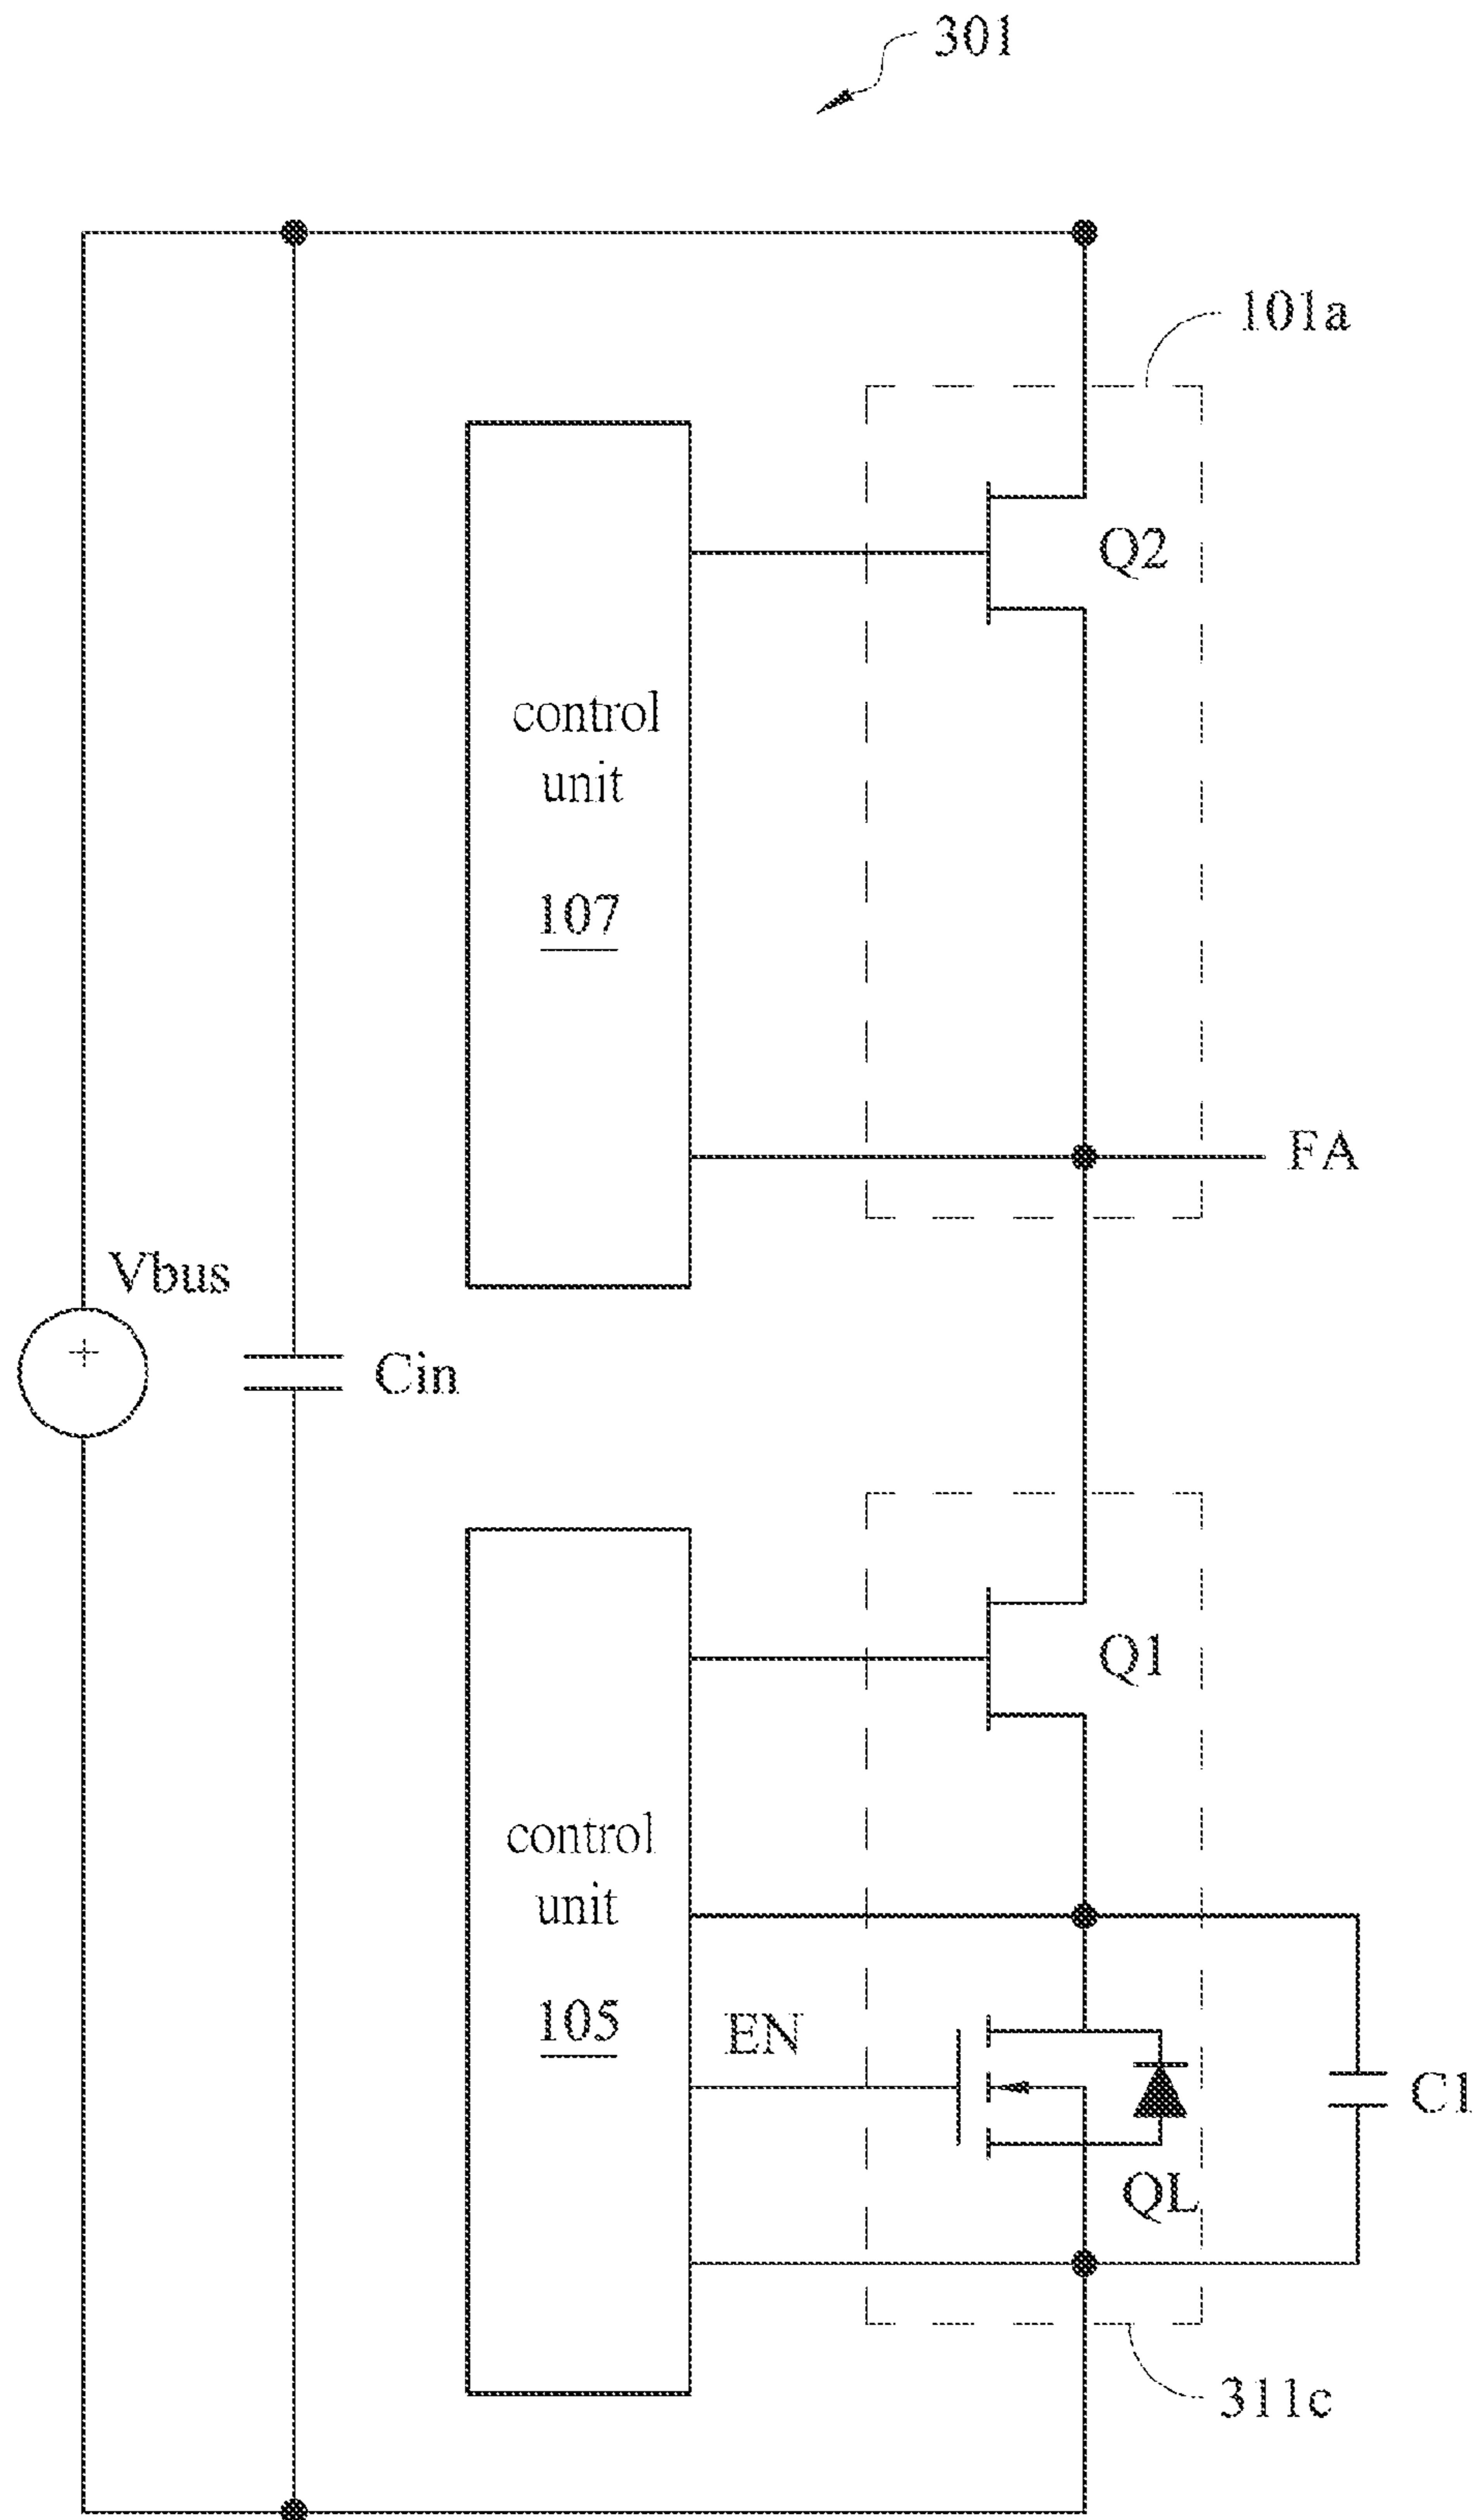 301
101a
Q2
control
unit
107
FA
Vbus
+
Cin
Q1
control
unit
105
EN
C1
QL
311c